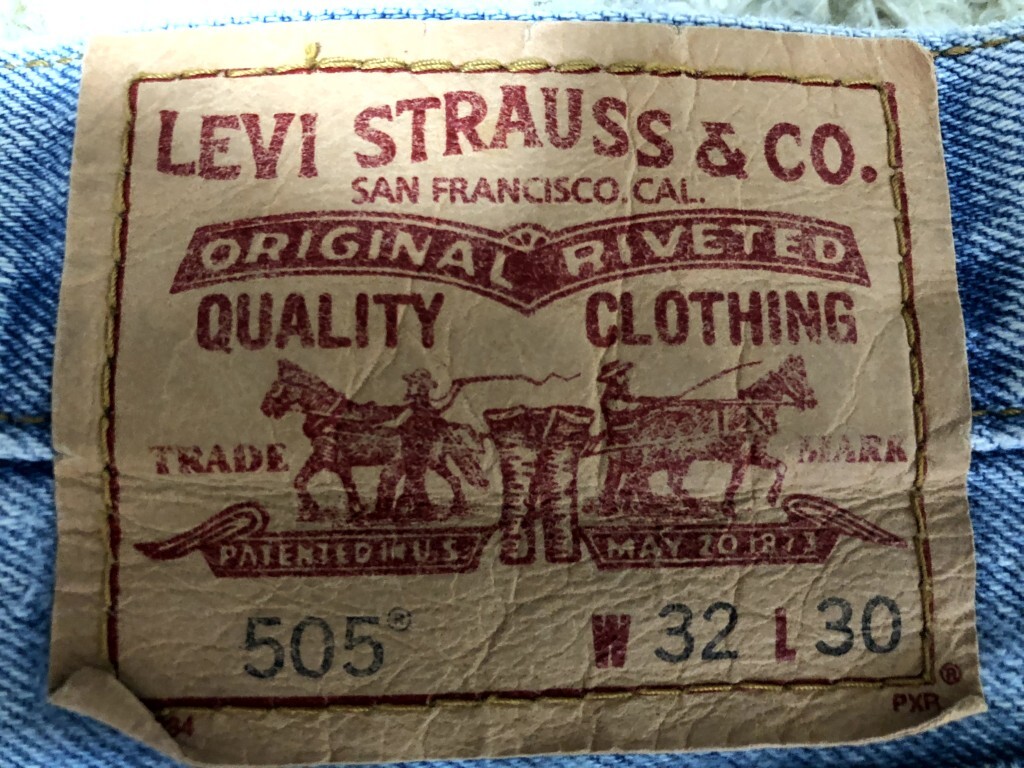 LEVI STRAUSS & CO.
SAN FRANCISCO. CAL.
ORIGINAL RIVETED
QUALITY CLOTHING
TRADE MARK
PATENTED IN U.S. MAY 20 1873
505® W 32 L 30
®
PXR